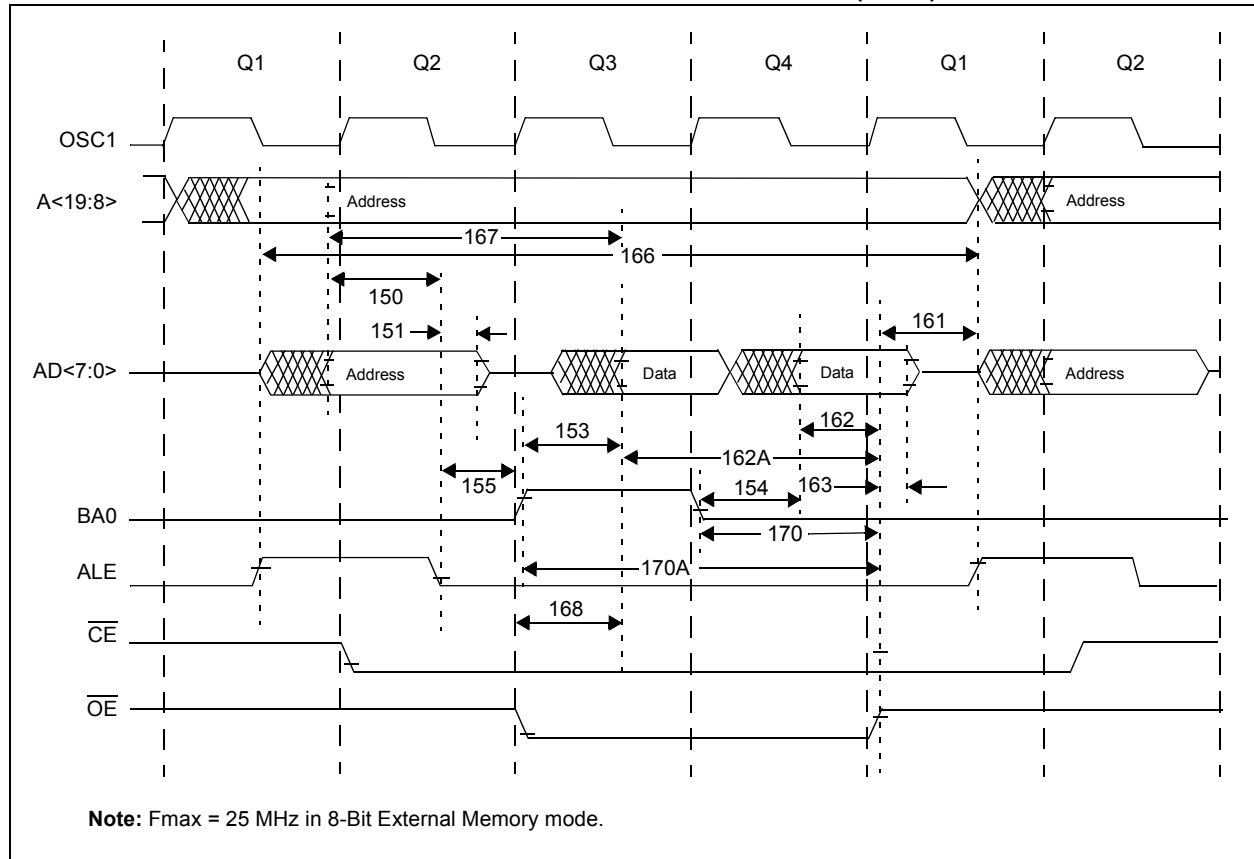 Q1 Q2 Q3 Q4 Q1 Q2
OSC1
A<19:8>
Address
Address
167
166
150
151
161
AD<7:0>
Address
Data
Data
Address
153
162
162A
155
154
163
BA0
170
ALE
170A
168
CE
OE
Note: Fmax = 25 MHz in 8-Bit External Memory mode.